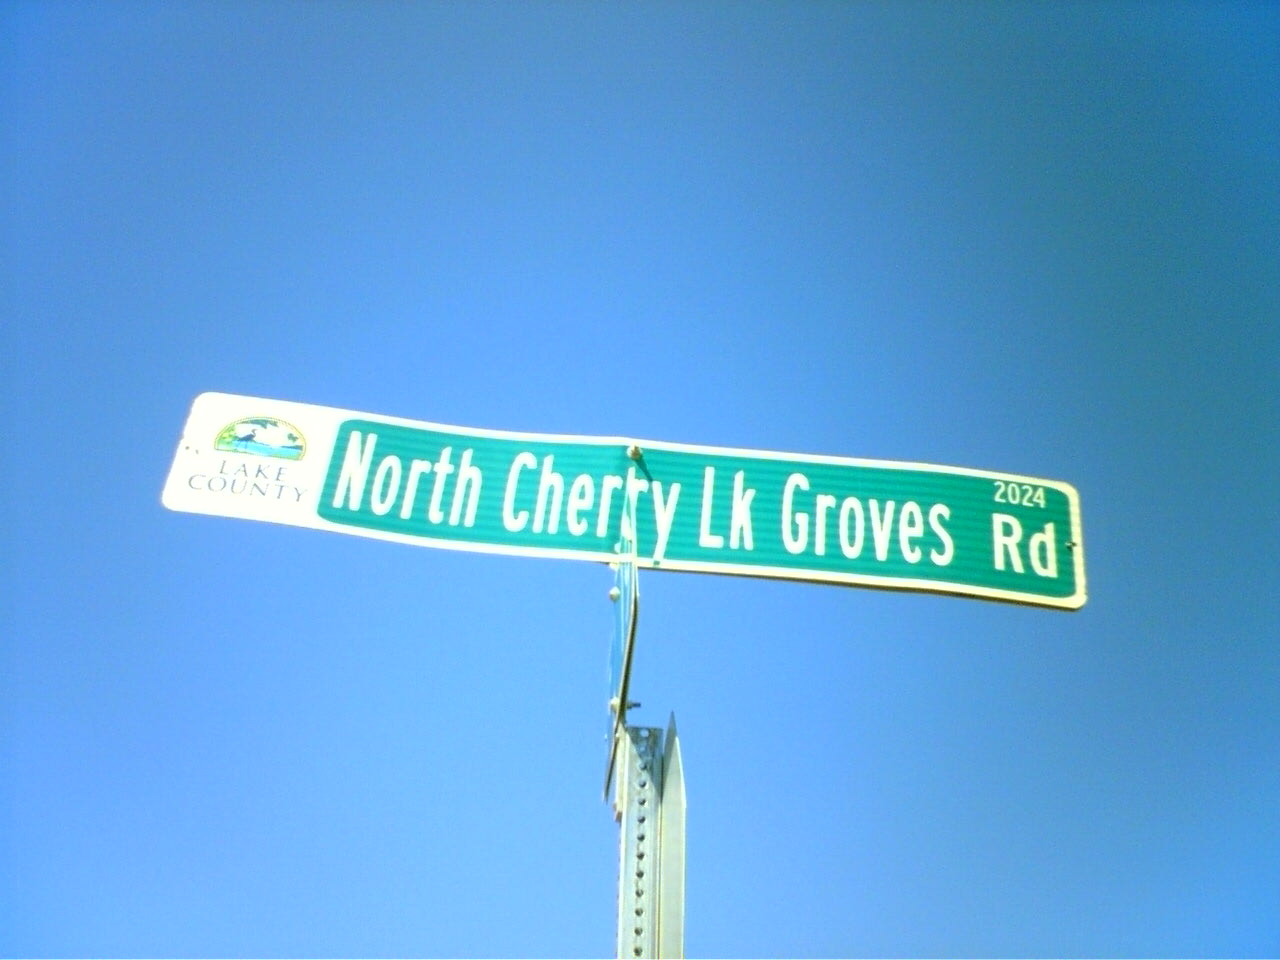 LAKE
COUNTY
North Cherry Lk Groves Rd
2024